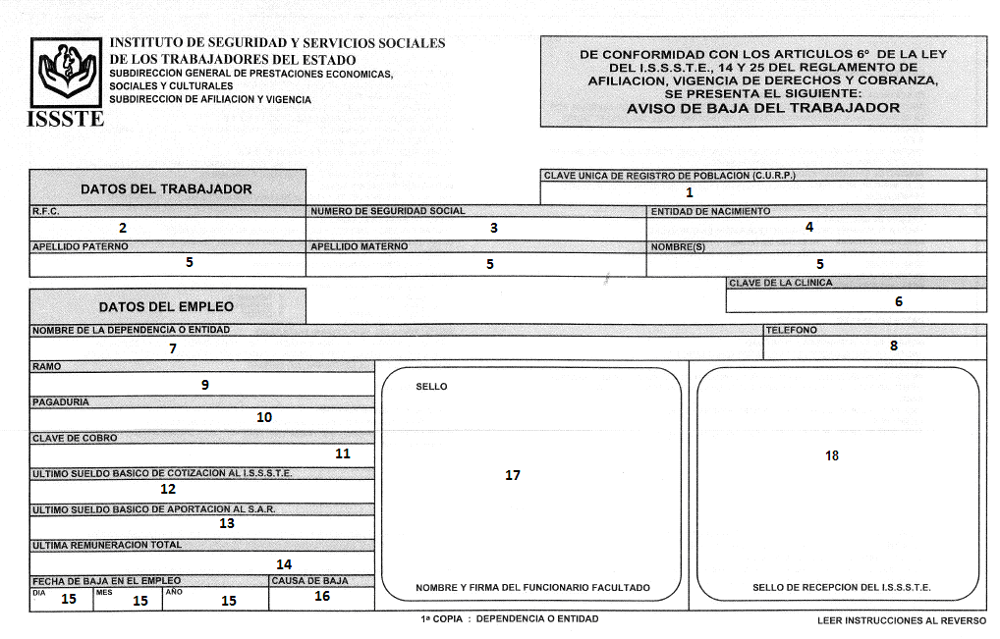 INSTITUTO DE SEGURIDAD Y SERVICIOS SOCIALES
DE LOS TRABAJADORES DEL ESTADO
SUBDIRECCION GENERAL DE PRESTACIONES ECONOMICAS,
SOCIALES Y CULTURALES
SUBDIRECCION DE AFILIACION Y VIGENCIA
ISSSTE
DE CONFORMIDAD CON LOS ARTICULOS 6º DE LA LEY
DEL I.S.S.S.T.E., 14 Y 25 DEL REGLAMENTO DE
AFILIACION, VIGENCIA DE DERECHOS Y COBRANZA,
SE PRESENTA EL SIGUIENTE:
AVISO DE BAJA DEL TRABAJADOR
DATOS DEL TRABAJADOR
CLAVE UNICA DE REGISTRO DE POBLACION (C.U.R.P.)
1
R.F.C. NUMERO DE SEGURIDAD SOCIAL ENTIDAD DE NACIMIENTO
2 3 4
APELLIDO PATERNO APELLIDO MATERNO NOMBRE(S)
5 5 5
CLAVE DE LA CLINICA
6
DATOS DEL EMPLEO
NOMBRE DE LA DEPENDENCIA O ENTIDAD TELEFONO
7 8
RAMO
9
PAGADURIA
10
CLAVE DE COBRO
11
ULTIMO SUELDO BASICO DE COTIZACION AL I.S.S.S.T.E.
12
ULTIMO SUELDO BASICO DE APORTACION AL S.A.R.
13
ULTIMA REMUNERACION TOTAL
14
FECHA DE BAJA EN EL EMPLEO CAUSA DE BAJA
DIA 15 MES 15 AÑO 15 16
SELLO
17
NOMBRE Y FIRMA DEL FUNCIONARIO FACULTADO
18
SELLO DE RECEPCION DEL I.S.S.S.T.E.
1ª COPIA : DEPENDENCIA O ENTIDAD
LEER INSTRUCCIONES AL REVERSO